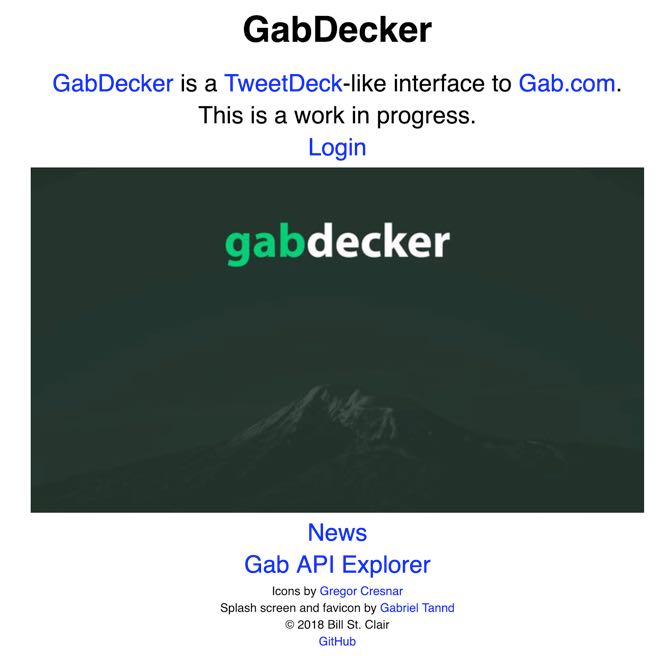 GabDecker
GabDecker is a TweetDeck-like interface to Gab.com.
This is a work in progress.
Login
gabdecker
News
Gab API Explorer
Icons by Gregor Cresnar
Splash screen and favicon by Gabriel Tannd
© 2018 Bill St. Clair
GitHub